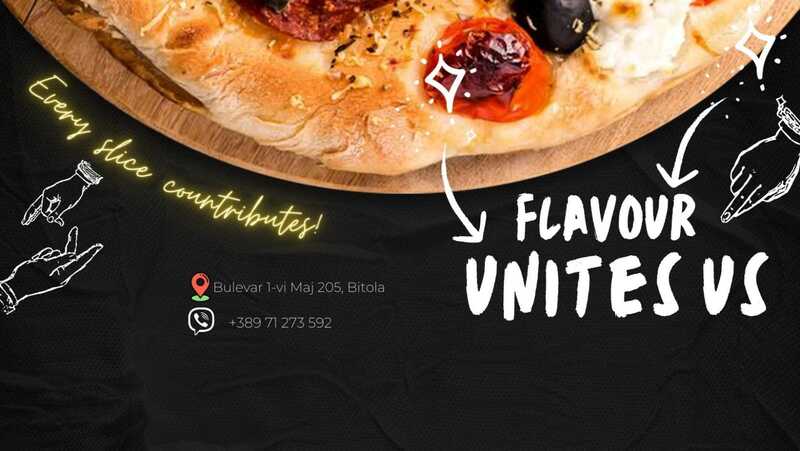 Every slice countributes!
FLAVOUR
UNITES US
Bulevar 1-vi Maj 205, Bitola
+389 71 273 592